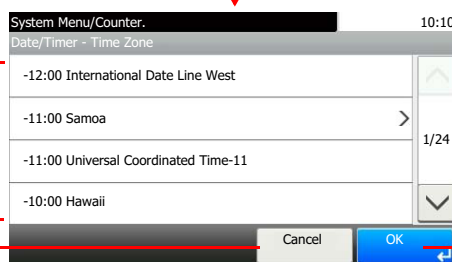 System Menu/Counter. 10:10
Date/Timer - Time Zone
-12:00 International Date Line West
-11:00 Samoa
1/24
-11:00 Universal Coordinated Time-11
-10:00 Hawaii
Cancel OK